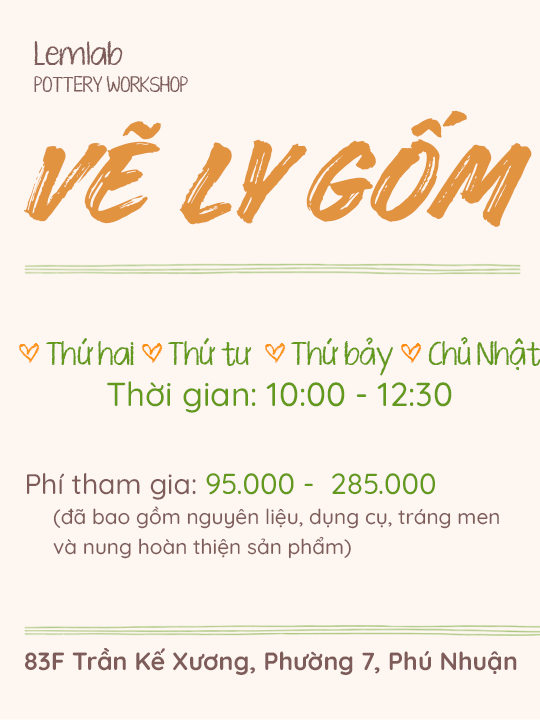 Lemlab
POTTERY WORKSHOP
VẼ LY GỐM
Thứ hai Thứ tư Thứ bảy Chủ Nhật
Thời gian: 10:00 - 12:30
Phí tham gia: 95.000 - 285.000
(đã bao gồm nguyên liệu, dụng cụ, tráng men
và nung hoàn thiện sản phẩm)
83F Trần Kế Xương, Phường 7, Phú Nhuận